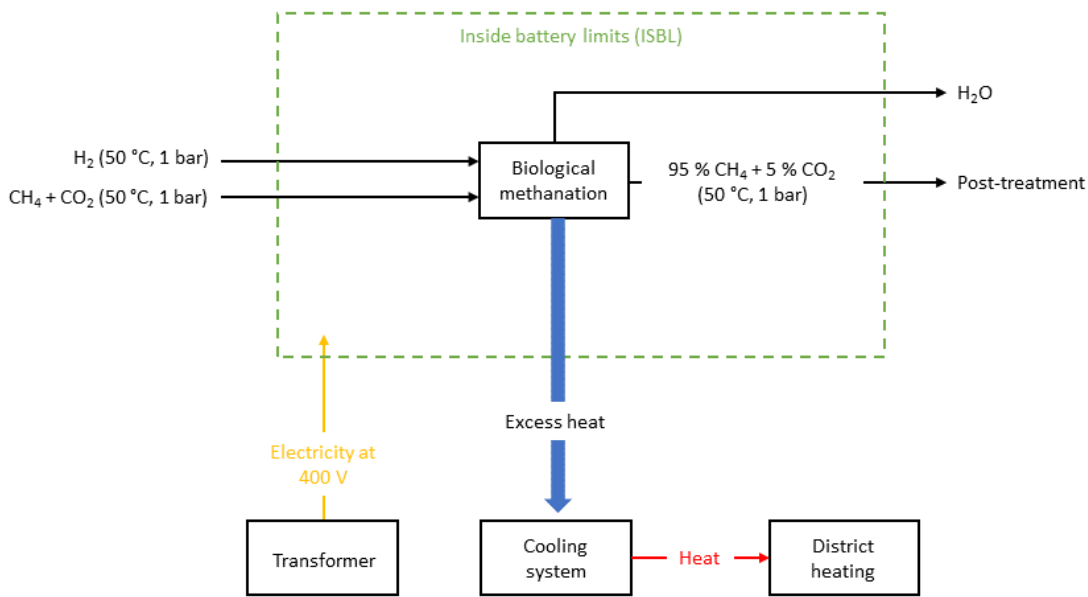 Inside battery limits (ISBL)
H₂O
H₂ (50 °C, 1 bar)
CH₄ + CO₂ (50 °C, 1 bar)
Biological
methanation
95 % CH₄ + 5 % CO₂
(50 °C, 1 bar)
Post-treatment
Excess heat
Electricity at
400 V
Transformer
Cooling
system
Heat
District
heating